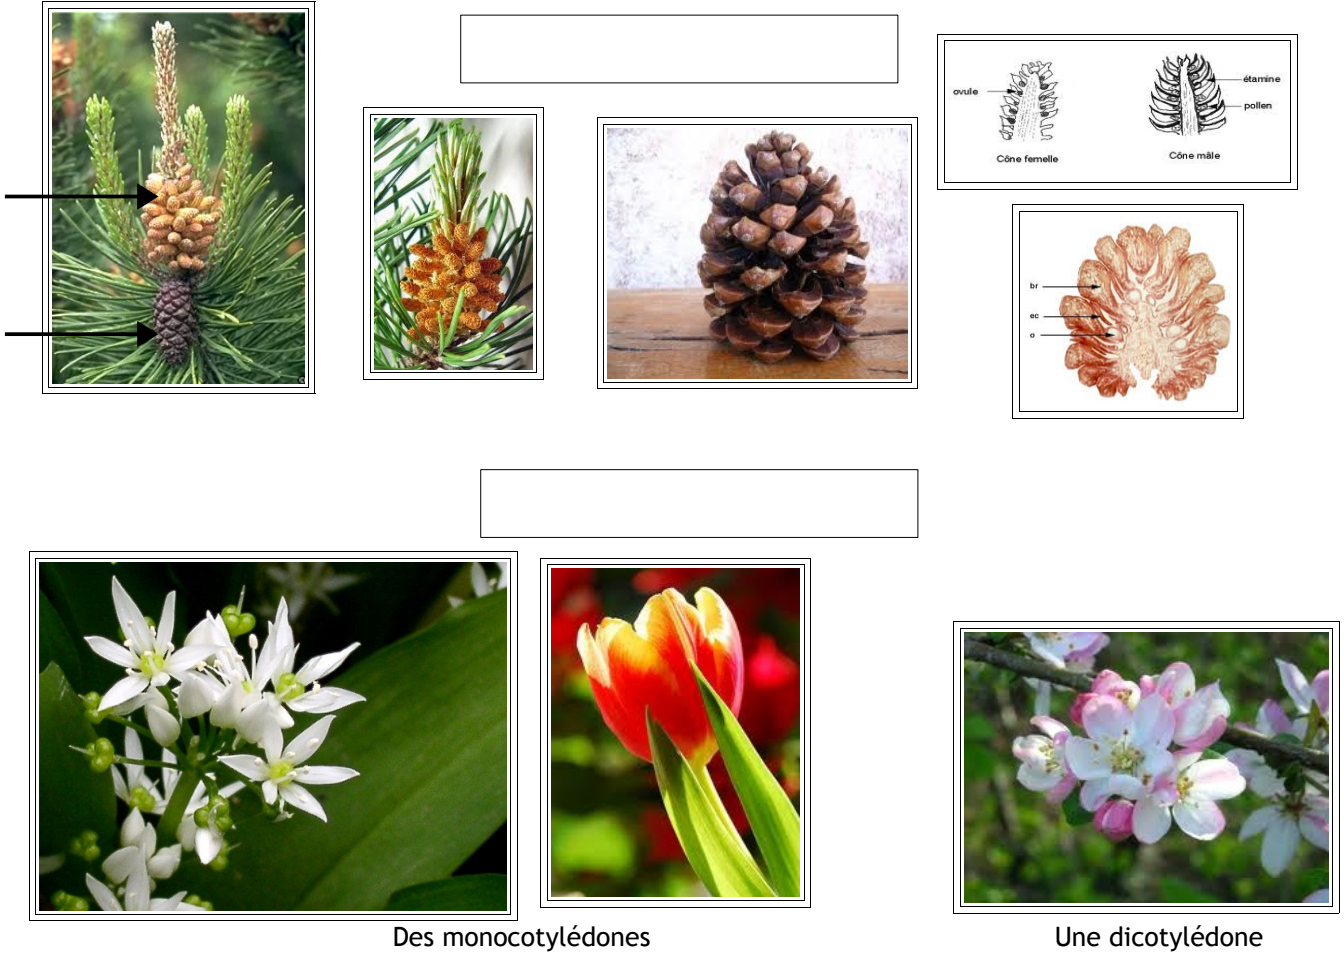 ovule
étamine
pollen
Cône femelle
Cône mâle
br
ec
o
Des monocotylédones
Une dicotylédone